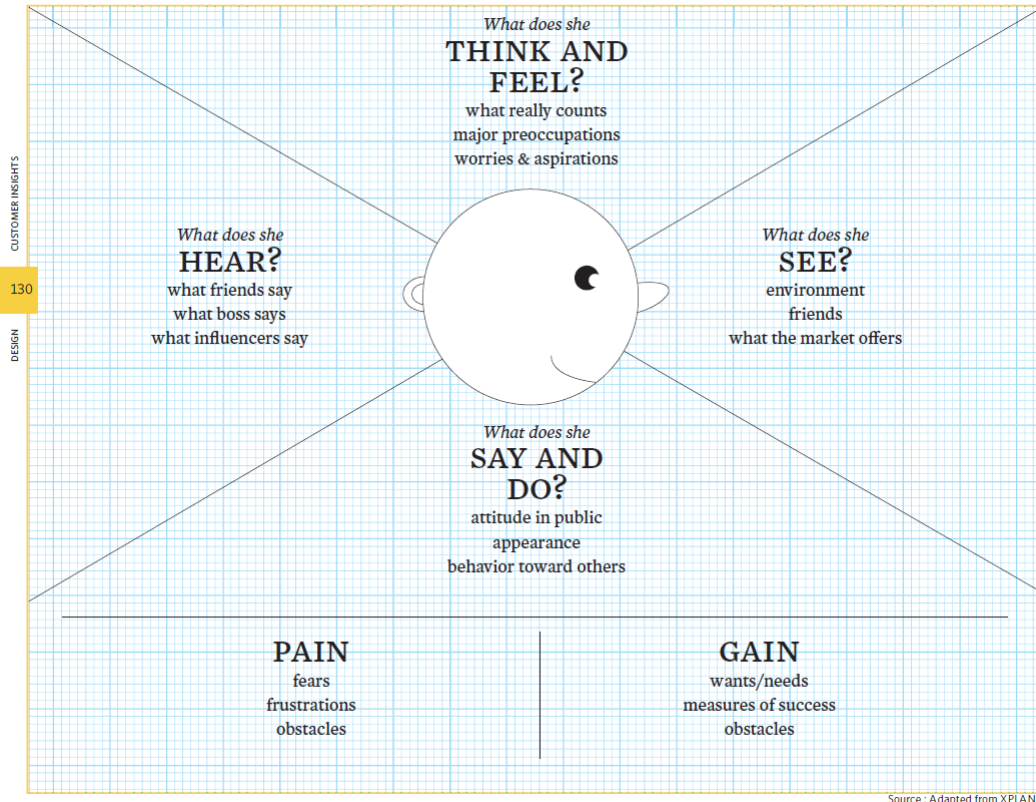 What does she
THINK AND
FEEL?
what really counts
major preoccupations
worries & aspirations
CUSTOMER INSIGHTS
130
DESIGN
What does she
HEAR?
what friends say
what boss says
what influencers say
What does she
SEE?
environment
friends
what the market offers
What does she
SAY AND
DO?
attitude in public
appearance
behavior toward others
PAIN
fears
frustrations
obstacles
GAIN
wants/needs
measures of success
obstacles
Source : Adapted from XPLAN